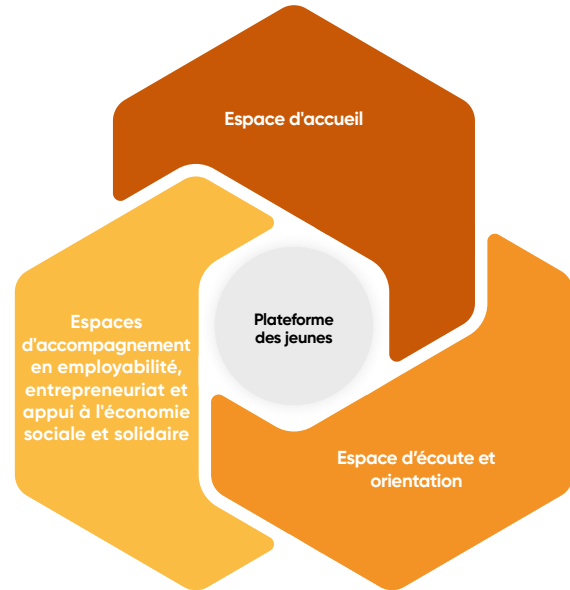 Espace d'accueil
Plateforme
des jeunes
Espaces
d'accompagnement
en employabilité,
entrepreneuriat et
appui à l'économie
sociale et solidaire
Espace d’écoute et
orientation